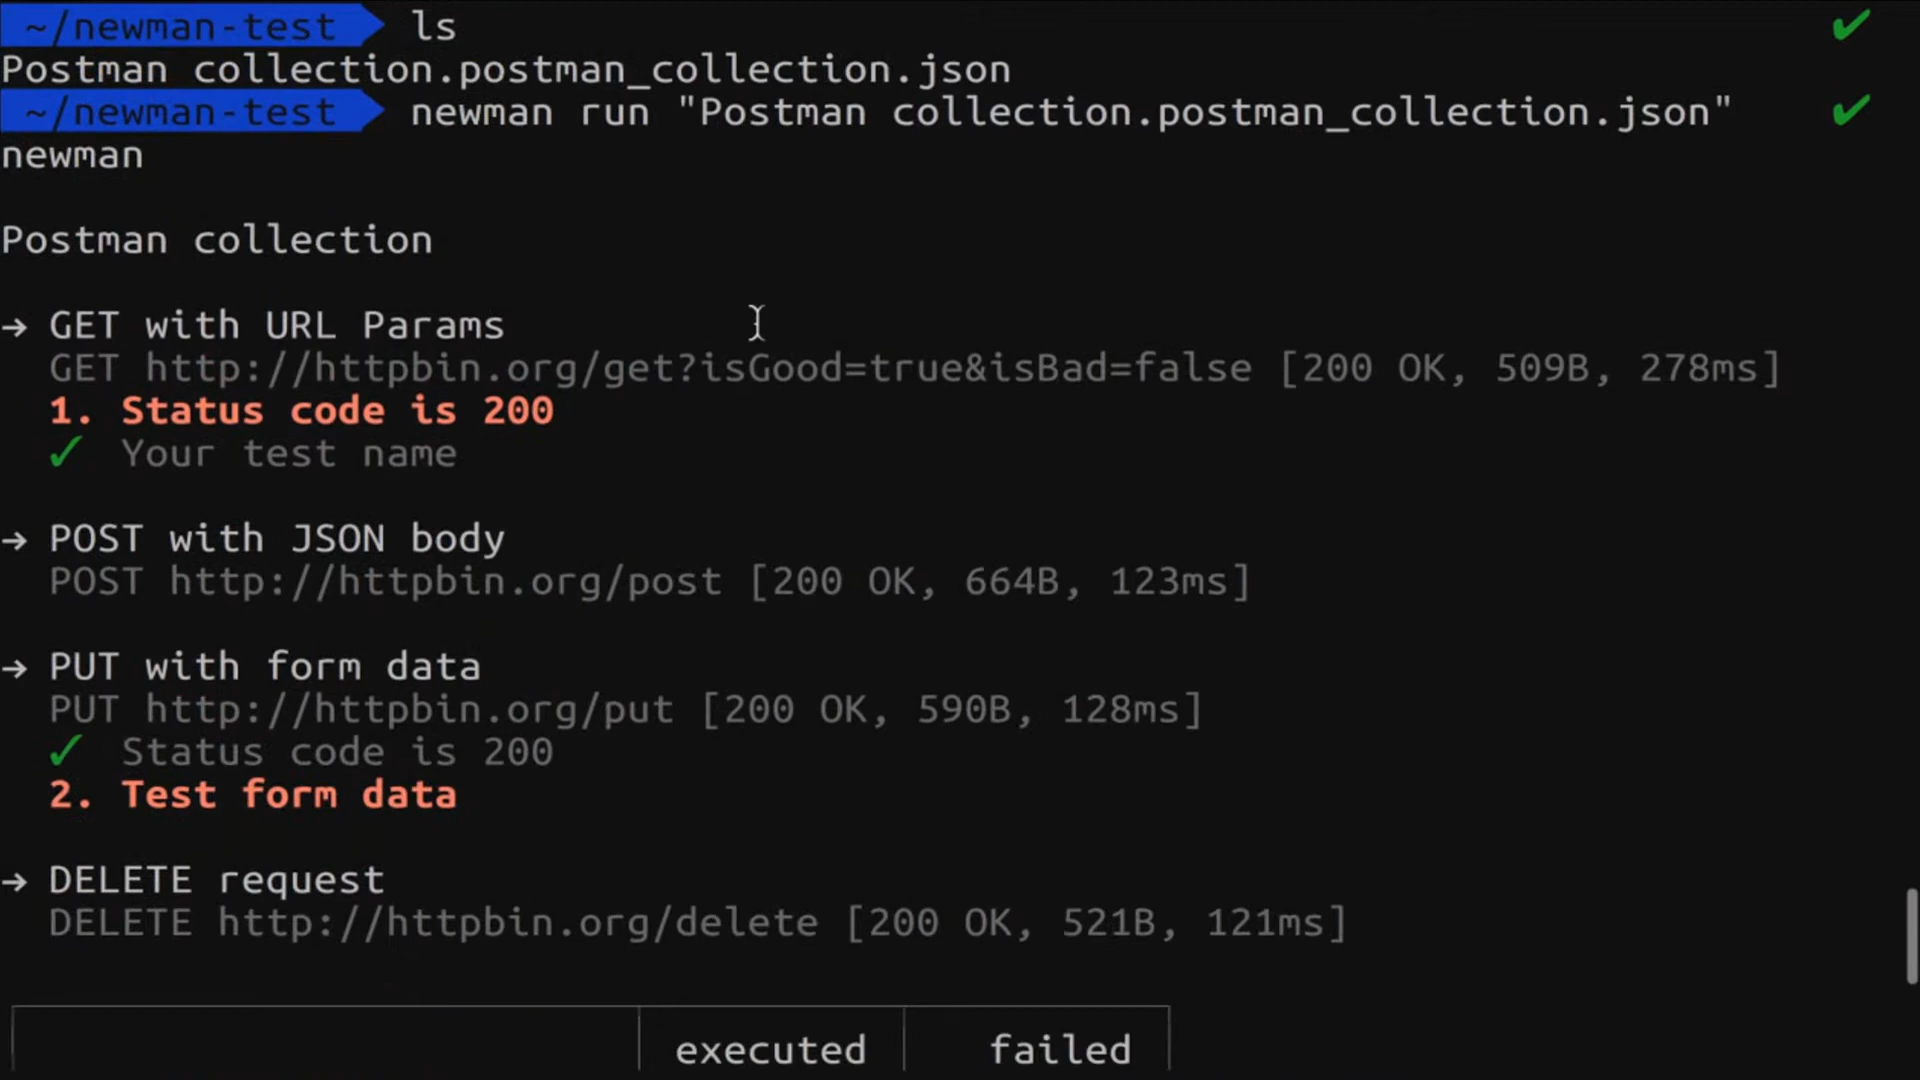 ~/newman-test ls ✔
Postman collection.postman_collection.json
~/newman-test newman run "Postman collection.postman_collection.json" ✔
newman
Postman collection
→ GET with URL Params
GET http://httpbin.org/get?isGood=true&isBad=false [200 OK, 509B, 278ms]
1. Status code is 200
✓ Your test name
→ POST with JSON body
POST http://httpbin.org/post [200 OK, 664B, 123ms]
→ PUT with form data
PUT http://httpbin.org/put [200 OK, 590B, 128ms]
✓ Status code is 200
2. Test form data
→ DELETE request
DELETE http://httpbin.org/delete [200 OK, 521B, 121ms]
executed failed